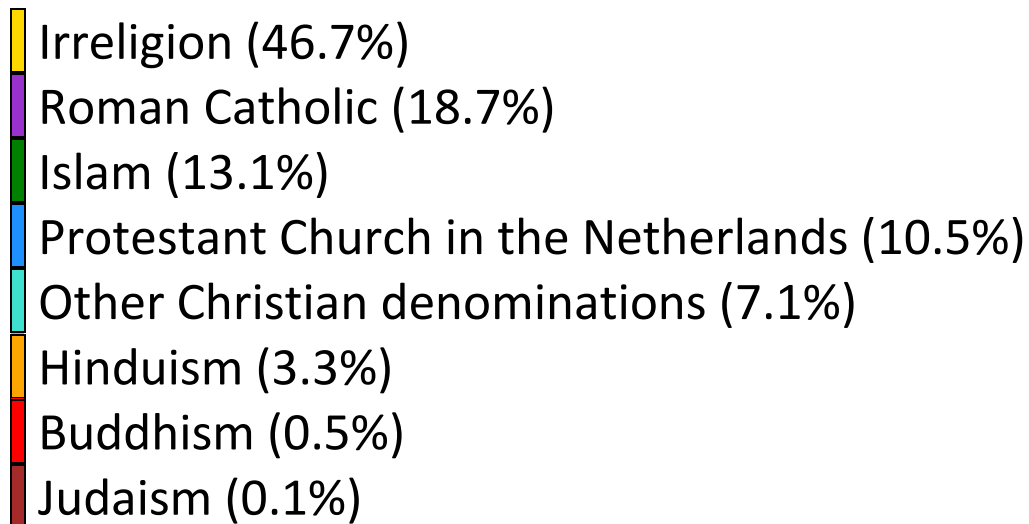 Irreligion (46.7%)
Roman Catholic (18.7%)
Islam (13.1%)
Protestant Church in the Netherlands (10.5%)
Other Christian denominations (7.1%)
Hinduism (3.3%)
Buddhism (0.5%)
Judaism (0.1%)